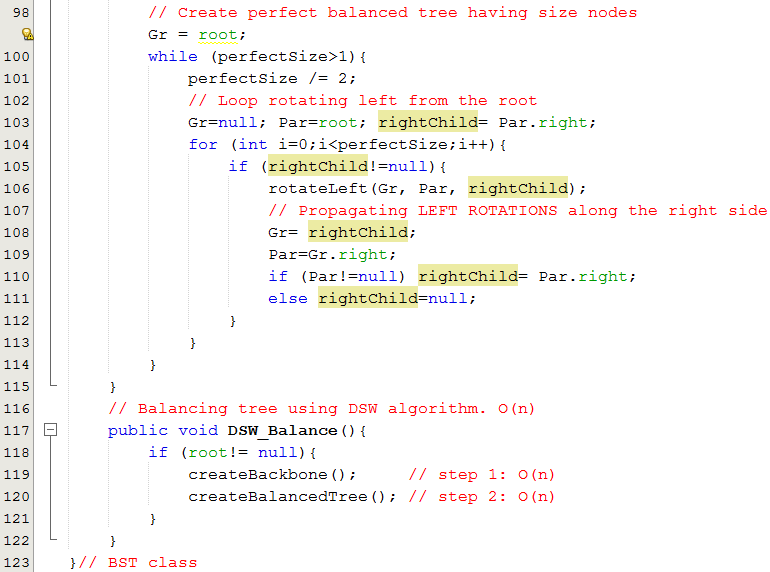 98 // Create perfect balanced tree having size nodes
Gr = root;
100 while (perfectSize>1){
101 perfectSize /= 2;
102 // Loop rotating left from the root
103 Gr=null; Par=root; rightChild= Par.right;
104 for (int i=0;i<perfectSize;i++){
105 if (rightChild!=null){
106 rotateLeft(Gr, Par, rightChild);
107 // Propagating LEFT ROTATIONS along the right side
108 Gr= rightChild;
109 Par=Gr.right;
110 if (Par!=null) rightChild= Par.right;
111 else rightChild=null;
112 }
113 }
114 }
115 }
116 // Balancing tree using DSW algorithm. O(n)
117 public void DSW_Balance(){
118 if (root!= null){
119 createBackbone(); // step 1: O(n)
120 createBalancedTree(); // step 2: O(n)
121 }
122 }
123 }// BST class